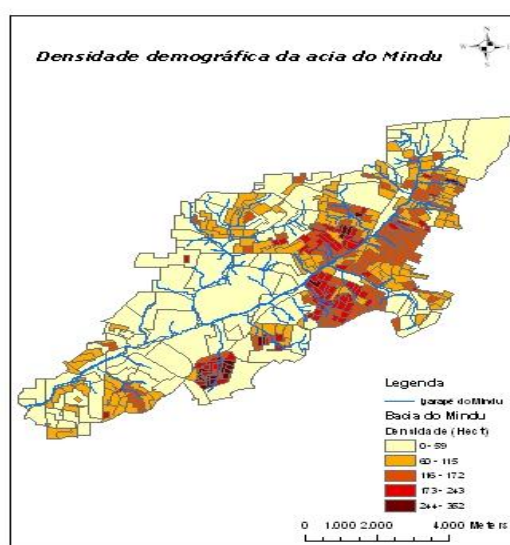 Densidade demográfica da acia do Mindu
N
W
S
Legenda
Igarapé do Mindu
Bacia do Mindu
Densidade (Hect)
0 - 59
60 - 115
116 - 172
173 - 243
244 - 352
0 1.000 2.000 4.000 Meters